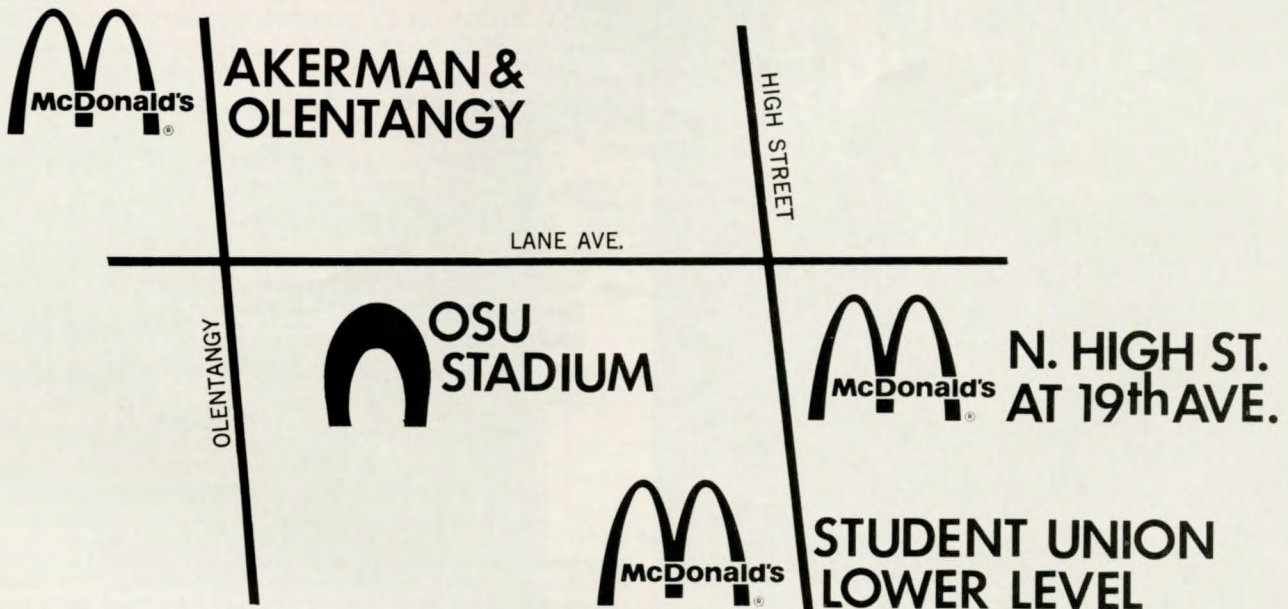 McDonald's
®
AKERMAN &
OLENTANGY
HIGH STREET
LANE AVE.
OLENTANGY
OSU
STADIUM
McDonald's
®
N. HIGH ST.
AT 19th AVE.
McDonald's
®
STUDENT UNION
LOWER LEVEL